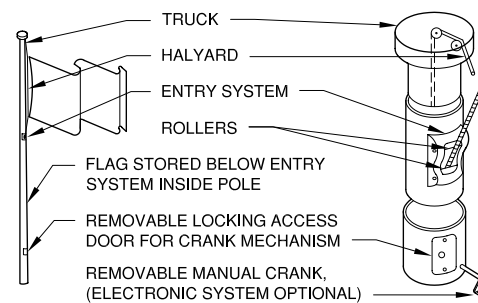 TRUCK
HALYARD
ENTRY SYSTEM
ROLLERS
FLAG STORED BELOW ENTRY
SYSTEM INSIDE POLE
REMOVABLE LOCKING ACCESS
DOOR FOR CRANK MECHANISM
REMOVABLE MANUAL CRANK,
(ELECTRONIC SYSTEM OPTIONAL)